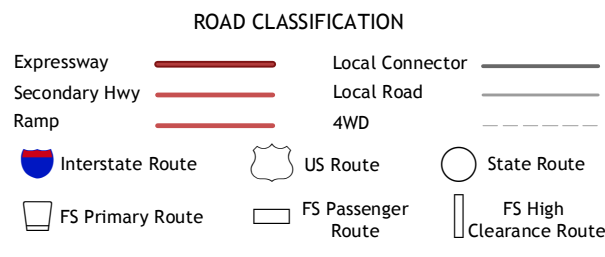 ROAD CLASSIFICATION
Expressway
Local Connector
Secondary Hwy
Local Road
Ramp
4WD
Interstate Route
US Route
State Route
FS Primary Route
FS Passenger
Route
FS High
Clearance Route